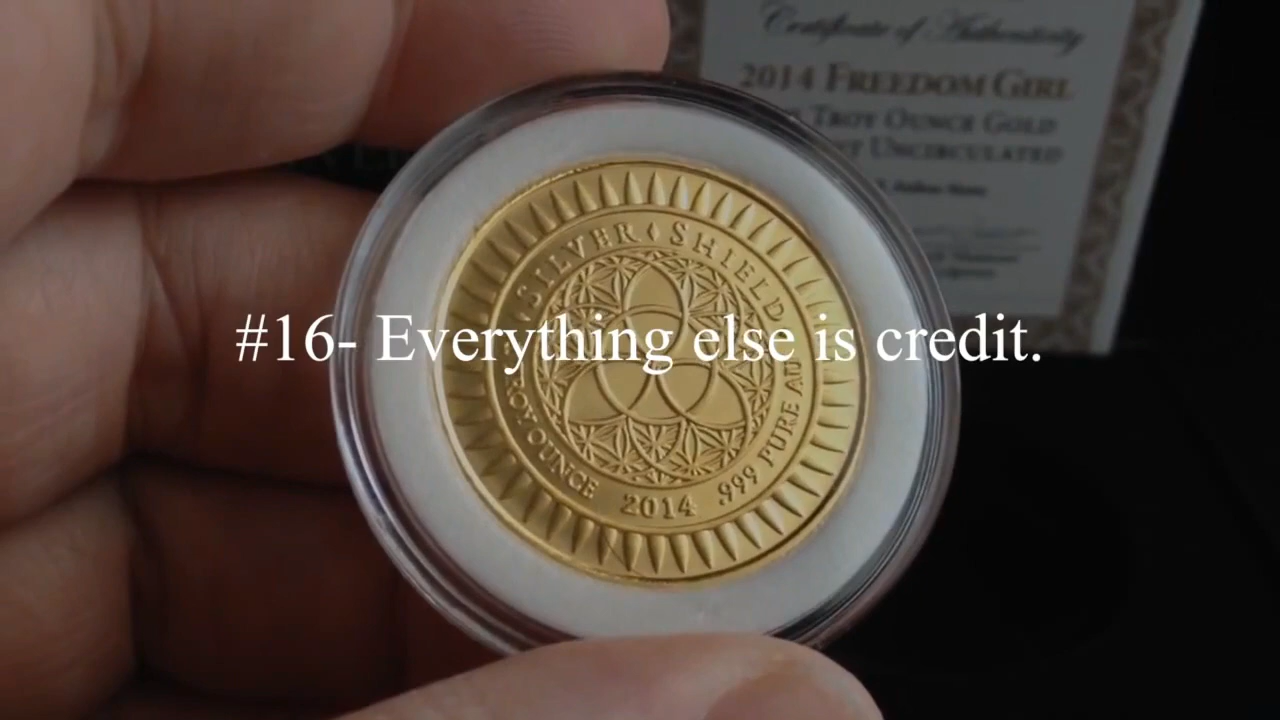 Certificate of Authenticity
2014 FREEDOM GIRL
TROY OUNCE GOLD
UNCIRCULATED
SILVER SHIELD
#16- Everything else is credit.
TROY OUNCE 2014 .999 PURE AU